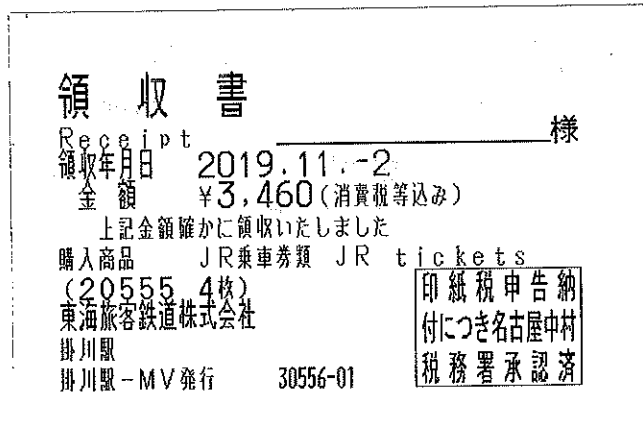 領 収 書
Receipt 様
領収年月日 2019.11.-2
金 額 ¥3,460(消費税等込み)
上記金額確かに領収いたしました
購入商品 JR乗車券類 JR tickets
(20555 4枚)
東海旅客鉄道株式会社
掛川駅
掛川駅-MV発行 30556-01
印紙税申告納
付につき名古屋中村
税務署承認済